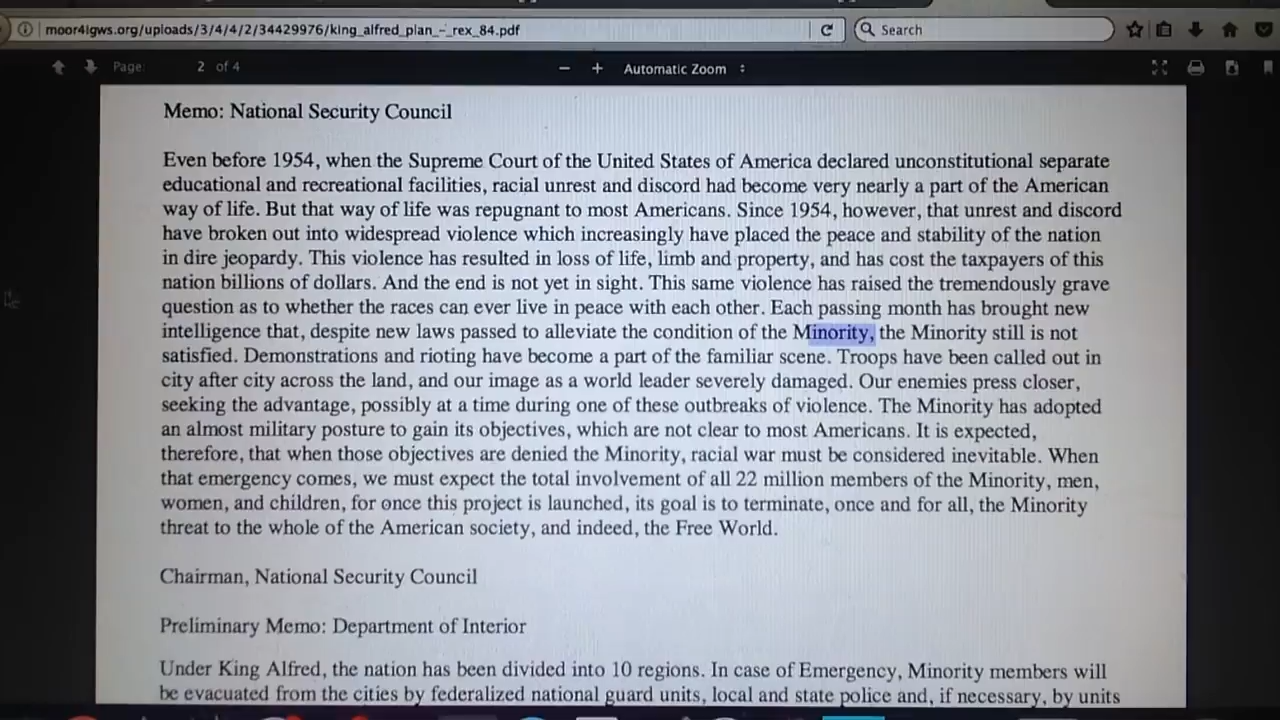 moor4igws.org/uploads/3/4/4/2/34429976/king_alfred_plan_-_rex_84.pdf
Search
Page: 2 of 4
Automatic Zoom
Memo: National Security Council
Even before 1954, when the Supreme Court of the United States of America declared unconstitutional separate
educational and recreational facilities, racial unrest and discord had become very nearly a part of the American
way of life. But that way of life was repugnant to most Americans. Since 1954, however, that unrest and discord
have broken out into widespread violence which increasingly have placed the peace and stability of the nation
in dire jeopardy. This violence has resulted in loss of life, limb and property, and has cost the taxpayers of this
nation billions of dollars. And the end is not yet in sight. This same violence has raised the tremendously grave
question as to whether the races can ever live in peace with each other. Each passing month has brought new
intelligence that, despite new laws passed to alleviate the condition of the Minority, the Minority still is not
satisfied. Demonstrations and rioting have become a part of the familiar scene. Troops have been called out in
city after city across the land, and our image as a world leader severely damaged. Our enemies press closer,
seeking the advantage, possibly at a time during one of these outbreaks of violence. The Minority has adopted
an almost military posture to gain its objectives, which are not clear to most Americans. It is expected,
therefore, that when those objectives are denied the Minority, racial war must be considered inevitable. When
that emergency comes, we must expect the total involvement of all 22 million members of the Minority, men,
women, and children, for once this project is launched, its goal is to terminate, once and for all, the Minority
threat to the whole of the American society, and indeed, the Free World.
Chairman, National Security Council
Preliminary Memo: Department of Interior
Under King Alfred, the nation has been divided into 10 regions. In case of Emergency, Minority members will
be evacuated from the cities by federalized national guard units, local and state police and, if necessary, by units